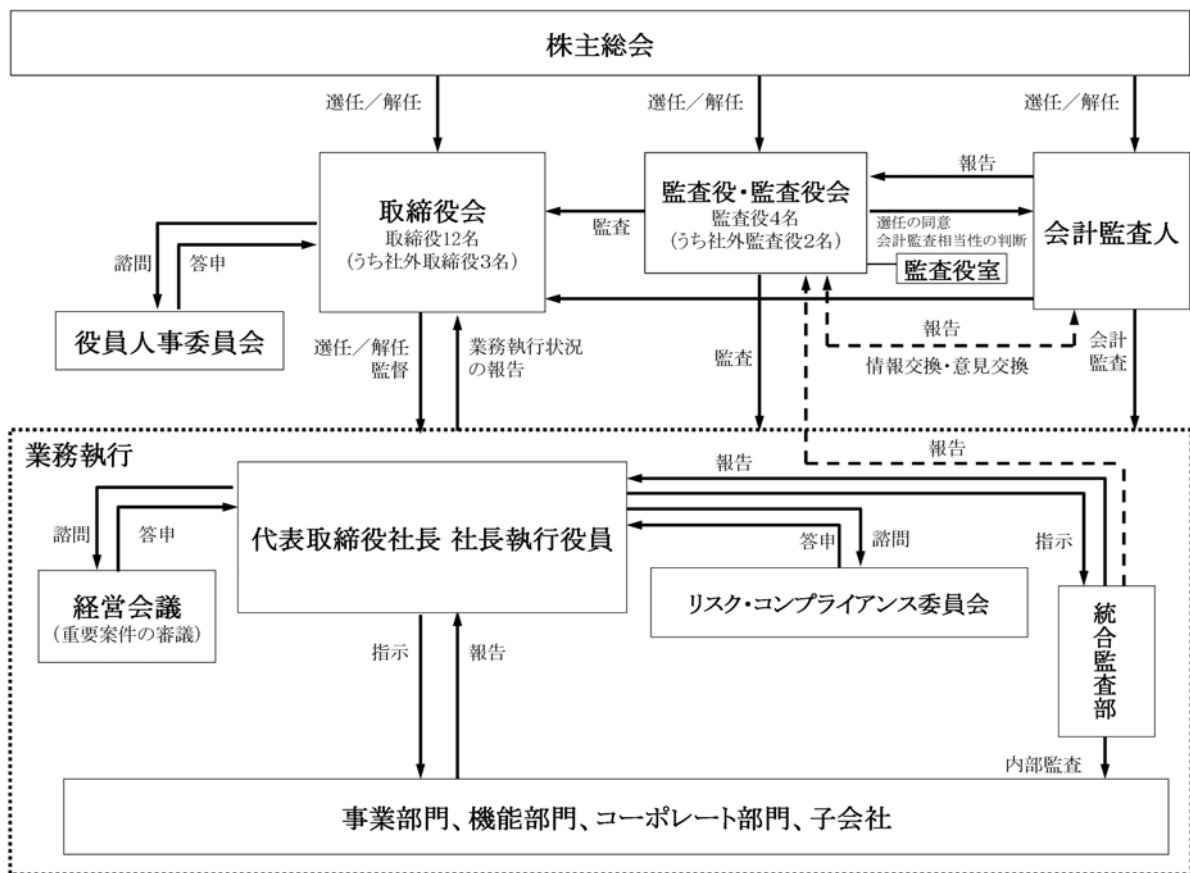 株主総会
選任／解任
選任／解任
選任／解任
取締役会
取締役12名
(うち社外取締役3名)
監査
監査役・監査役会
監査役4名
(うち社外監査役2名)
報告
選任の同意
会計監査相当性の判断
監査役室
会計監査人
諮問
答申
役員人事委員会
選任／解任
監督
業務執行状況
の報告
監査
報告
情報交換・意見交換
会計
監査
業務執行
報告
報告
諮問
答申
代表取締役社長 社長執行役員
答申
諮問
指示
経営会議
(重要案件の審議)
リスク・コンプライアンス委員会
統合監査部
指示
報告
内部監査
事業部門、機能部門、コーポレート部門、子会社